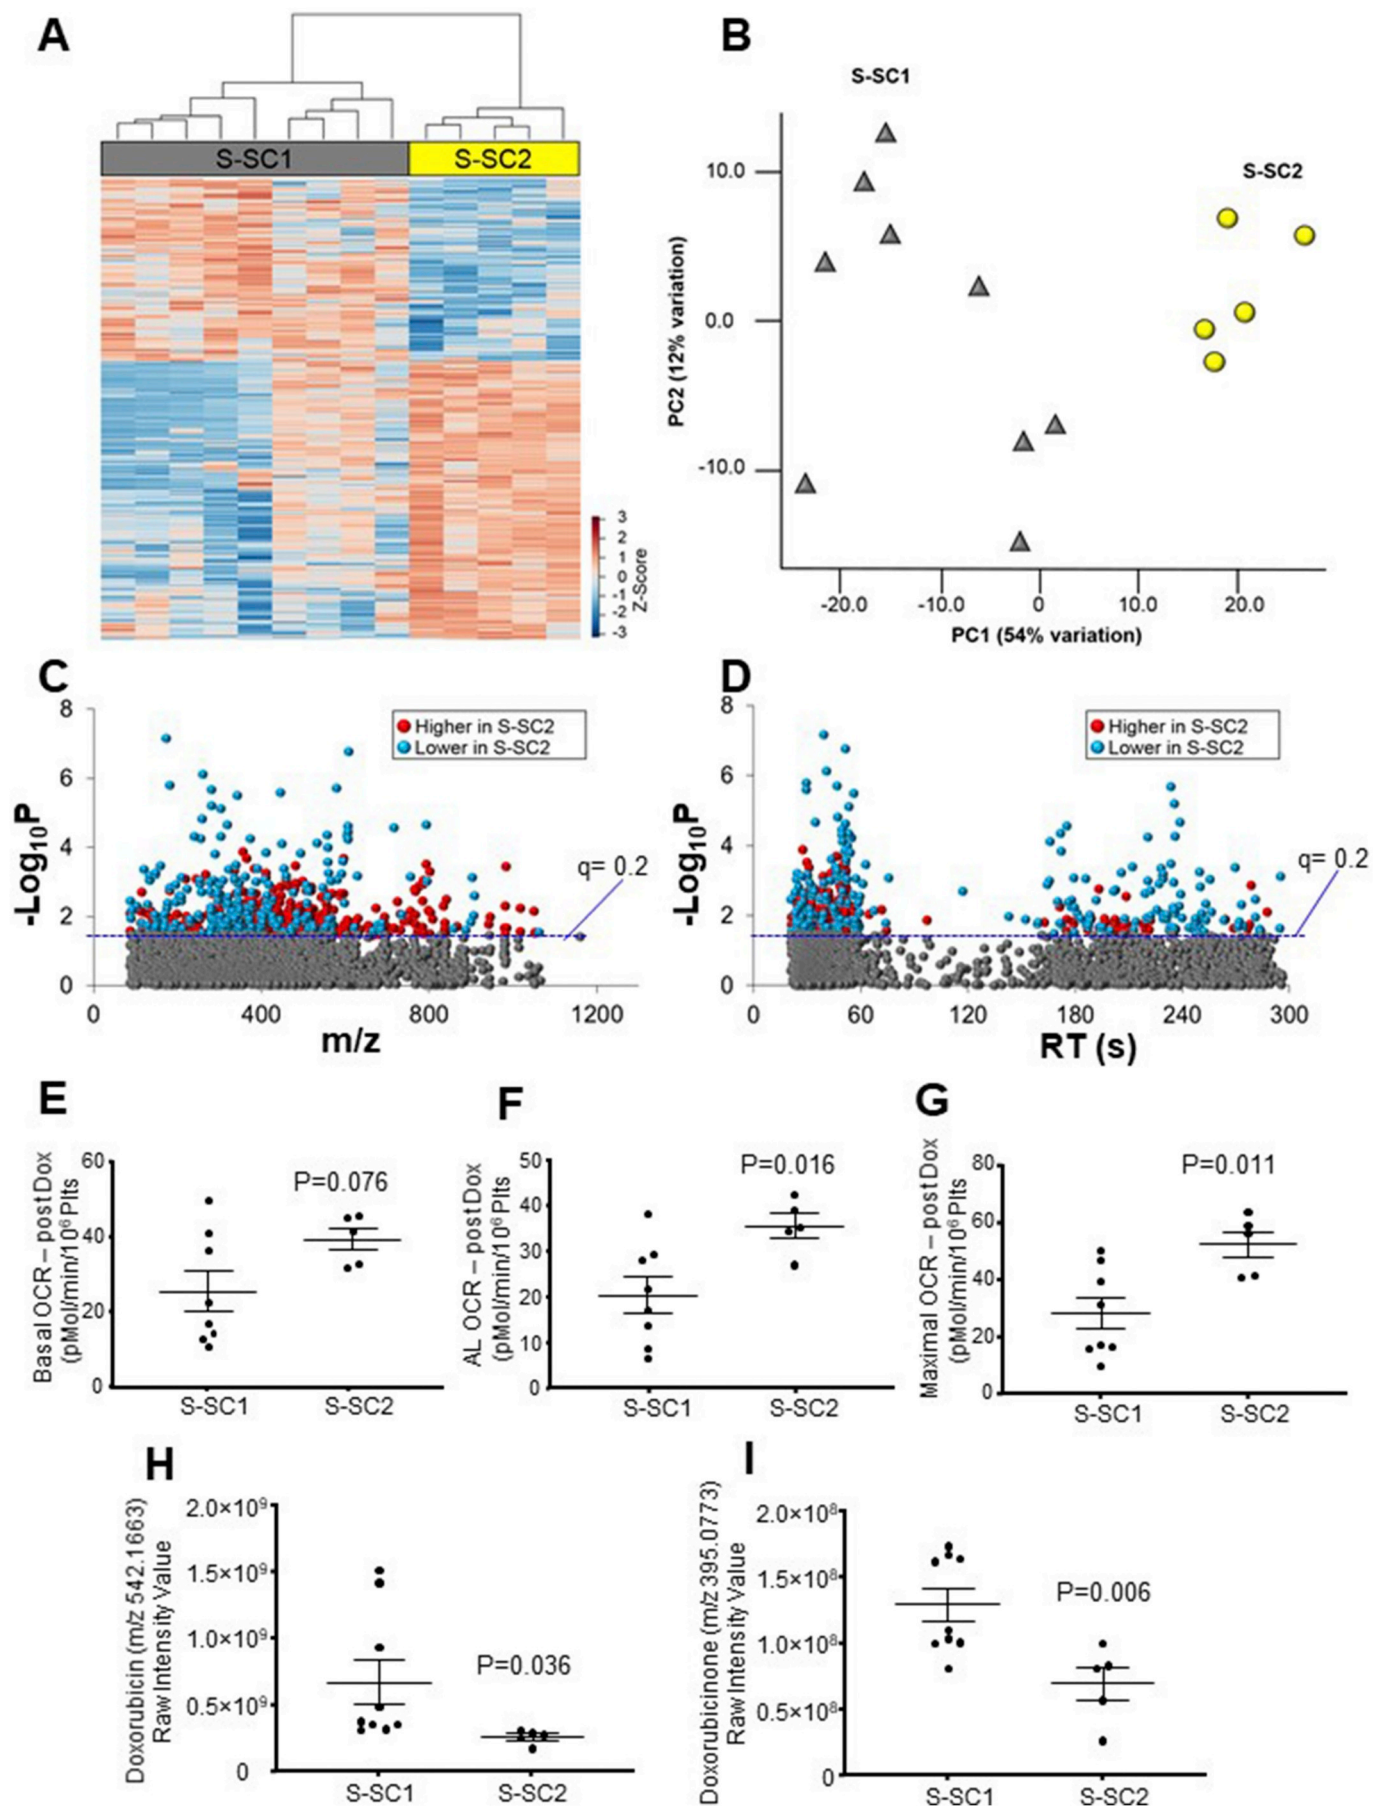 A
S-SC1
S-SC2
3
2
1
0
-1
-2
-3
Z-Score
B
S-SC1
S-SC2
10.0
0.0
-10.0
PC2 (12% variation)
-20.0
-10.0
0
10.0
20.0
PC1 (54% variation)
C
8
6
4
2
0
-Log10P
Higher in S-SC2
Lower in S-SC2
q= 0.2
0
400
800
1200
m/z
D
8
6
4
2
0
-Log10P
Higher in S-SC2
Lower in S-SC2
q= 0.2
0
60
120
180
240
300
RT (s)
E
Basal OCR – post Dox
(pMol/min/10⁶ Plts
60
40
20
0
P=0.076
S-SC1
S-SC2
F
AL OCR – post Dox
(pMol/min/10⁶ Plts
50
40
30
20
10
0
P=0.016
S-SC1
S-SC2
G
Maximal OCR – post Dox
(pMol/min/10⁶ Plts
80
60
40
20
0
P=0.011
S-SC1
S-SC2
H
Doxorubicin (m/z 542.1663)
Raw Intensity Value
2.0×10⁹
1.5×10⁹
1.0×10⁹
0.5×10⁹
0
P=0.036
S-SC1
S-SC2
I
Doxorubicinone (m/z 395.0773)
Raw Intensity Value
2.0×10⁸
1.5×10⁸
1.0×10⁸
0.5×10⁸
0
P=0.006
S-SC1
S-SC2